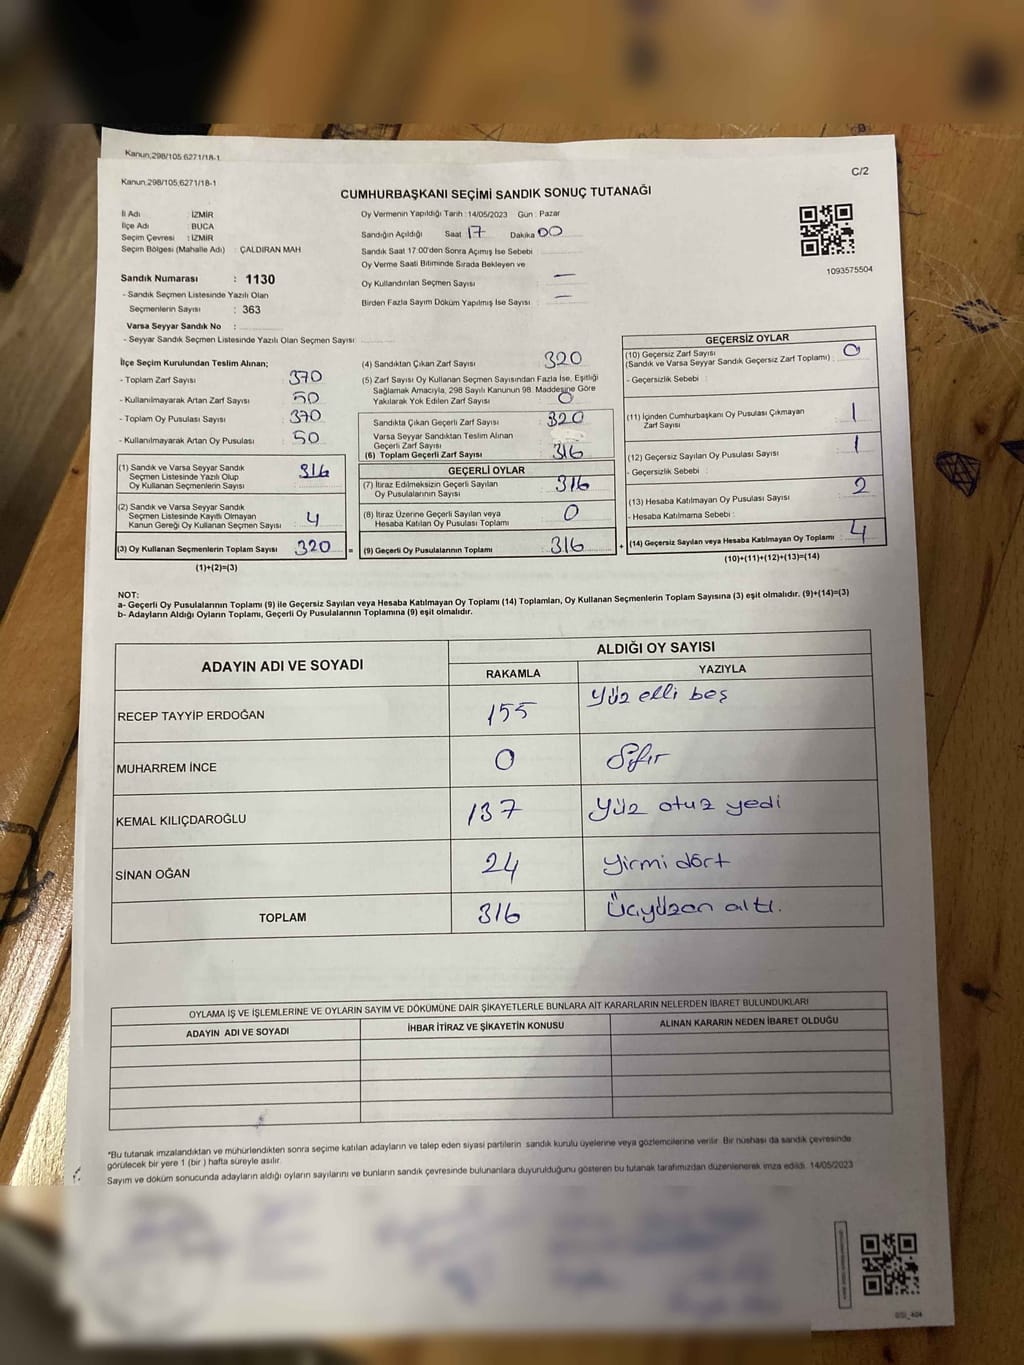 Kanun,298/105;6271/18-1
Kanun,298/105;6271/18-1
C/2
CUMHURBAŞKANI SEÇİMİ SANDIK SONUÇ TUTANAĞI
İl Adı : İZMİR
İlçe Adı : BUCA
Seçim Çevresi : İZMİR
Seçim Bölgesi (Mahalle Adı) : ÇALDIRAN MAH
Sandık Numarası : 1130
- Sandık Seçmen Listesinde Yazılı Olan
Seçmenlerin Sayısı : 363
Varsa Seyyar Sandık No :
- Seyyar Sandık Seçmen Listesinde Yazılı Olan Seçmen Sayısı :
Oy Vermenin Yapıldığı Tarih : 14/05/2023 Gün : Pazar
Sandığın Açıldığı Saat 17 Dakika 00
Sandık Saat 17:00'den Sonra Açımış İse Sebebi :
Oy Verme Saati Bitiminde Sırada Bekleyen ve
Oy Kullandırılan Seçmen Sayısı : —
Birden Fazla Sayım Döküm Yapılmış İse Sayısı : —
1093575504
İlçe Seçim Kurulundan Teslim Alınan;
- Toplam Zarf Sayısı : 370
- Kullanılmayarak Artan Zarf Sayısı : 50
- Toplam Oy Pusulası Sayısı : 370
- Kullanılmayarak Artan Oy Pusulası : 50
(1) Sandık ve Varsa Seyyar Sandık
Seçmen Listesinde Yazılı Olup
Oy Kullanan Seçmenlerin Sayısı : 316
(2) Sandık ve Varsa Seyyar Sandık
Seçmen Listesinde Kayıtlı Olmayan
Kanun Gereği Oy Kullanan Seçmen Sayısı : 4
(3) Oy Kullanan Seçmenlerin Toplam Sayısı : 320 =
(1)+(2)=(3)
(4) Sandıktan Çıkan Zarf Sayısı : 320
(5) Zarf Sayısı Oy Kullanan Seçmen Sayısından Fazla İse, Eşitliği
Sağlamak Amacıyla, 298 Sayılı Kanunun 98. Maddesine Göre
Yakılarak Yok Edilen Zarf Sayısı : 0
Sandıkta Çıkan Geçerli Zarf Sayısı : 320
Varsa Seyyar Sandıktan Teslim Alınan
Geçerli Zarf Sayısı :
(6) Toplam Geçerli Zarf Sayısı : 316
GEÇERLİ OYLAR
(7) İtiraz Edilmeksizin Geçerli Sayılan
Oy Pusulalarının Sayısı : 316
(8) İtiraz Üzerine Geçerli Sayılan veya
Hesaba Katılan Oy Pusulası Toplamı : 0
(9) Geçerli Oy Pusulalarının Toplamı : 316 +
GEÇERSİZ OYLAR
(10) Geçersiz Zarf Sayısı
(Sandık ve Varsa Seyyar Sandık Geçersiz Zarf Toplamı) : 0
- Geçersizlik Sebebi :
(11) İçinden Cumhurbaşkanı Oy Pusulası Çıkmayan
Zarf Sayısı : 1
(12) Geçersiz Sayılan Oy Pusulası Sayısı : 1
- Geçersizlik Sebebi :
(13) Hesaba Katılmayan Oy Pusulası Sayısı : 2
- Hesaba Katılmama Sebebi :
(14) Geçersiz Sayılan veya Hesaba Katılmayan Oy Toplamı : 4
(10)+(11)+(12)+(13)=(14)
NOT:
a- Geçerli Oy Pusulalarının Toplamı (9) ile Geçersiz Sayılan veya Hesaba Katılmayan Oy Toplamı (14) Toplamları, Oy Kullanan Seçmenlerin Toplam Sayısına (3) eşit olmalıdır. (9)+(14)=(3)
b- Adayların Aldığı Oyların Toplamı, Geçerli Oy Pusulalarının Toplamına (9) eşit olmalıdır.
ADAYIN ADI VE SOYADI ALDIĞI OY SAYISI
RAKAMLA YAZIYLA
RECEP TAYYİP ERDOĞAN 155 Yüz elli beş
MUHARREM İNCE 0 Sıfır
KEMAL KILIÇDAROĞLU 137 Yüz otuz yedi
SİNAN OĞAN 24 Yirmi dört
TOPLAM 316 Üçyüzon altı.
OYLAMA İŞ VE İŞLEMLERİNE VE OYLARIN SAYIM VE DÖKÜMÜNE DAİR ŞİKAYETLERLE BUNLARA AİT KARARLARIN NELERDEN İBARET BULUNDUKLARI
ADAYIN ADI VE SOYADI İHBAR İTİRAZ VE ŞİKAYETİN KONUSU ALINAN KARARIN NEDEN İBARET OLDUĞU
*Bu tutanak imzalandıktan ve mühürlendikten sonra seçime katılan adayların ve talep eden siyasi partilerin sandık kurulu üyelerine veya gözlemcilerine verilir. Bir nüshası da sandık çevresinde
görülecek bir yere 1 (bir ) hafta süreyle asılır.
Sayım ve döküm sonucunda adayların aldığı oyların sayılarını ve bunların sandık çevresinde bulunanlara duyurulduğunu gösteren bu tutanak tarafımızdan düzenlenerek imza edildi. 14/05/2023